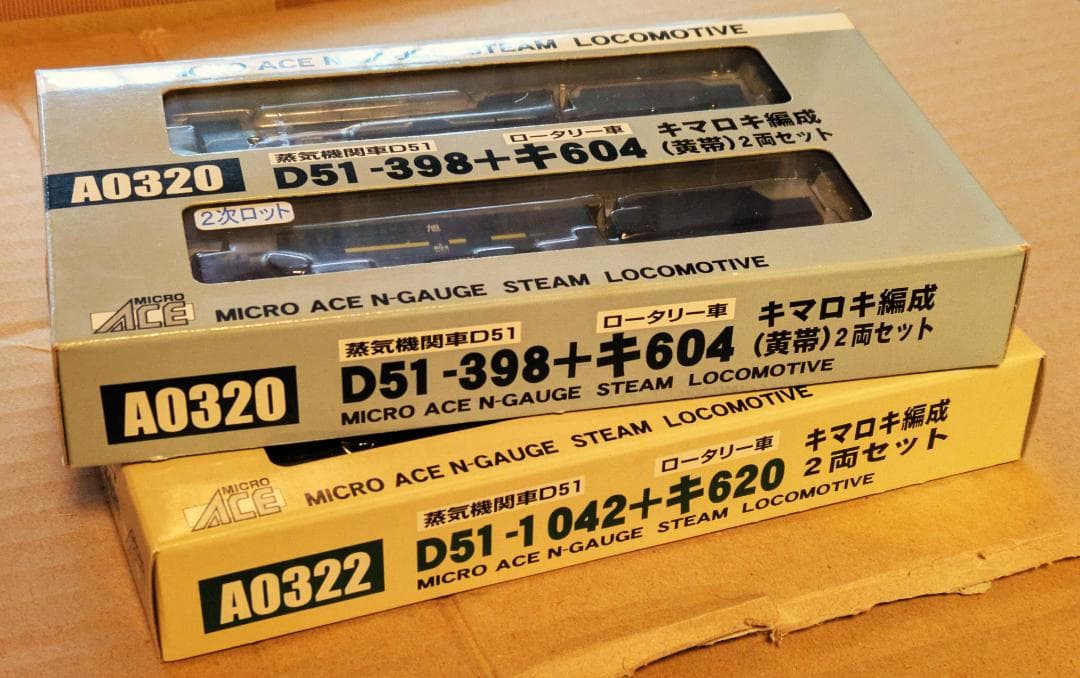 MICRO ACE N STEAM LOCOMOTIVE
蒸気機関車D51 ロータリー車 キマロキ編成
A0320 D51-398+キ604 (黄帯)2両セット
2次ロット
旭
MICRO ACE MICRO ACE N-GAUGE STEAM LOCOMOTIVE
蒸気機関車D51 ロータリー車 キマロキ編成
A0320 D51-398+キ604 (黄帯)2両セット
MICRO ACE N-GAUGE STEAM LOCOMOTIVE
MICRO ACE MICRO ACE N-GAUGE STEAM LOCOMOTIVE
蒸気機関車D51 ロータリー車 キマロキ編成
A0322 D51-1042+キ620 2両セット
MICRO ACE N-GAUGE STEAM LOCOMOTIVE